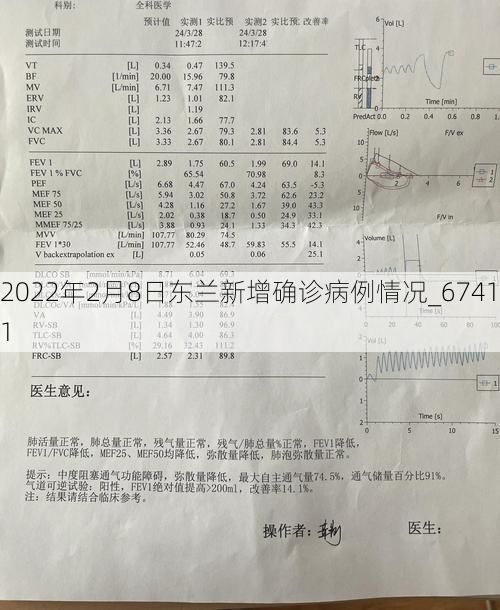 科别：
全科医学
预计值 实测1 实/比预 实测2 实/比预: 改善率
测试日期 24/3/28 24/3/28
测试时间 11:47:2 12:17:4
VT [L] 0.34 0.47 139.5
BF [1/min] 20.00 15.96 79.8
MV [L/min] 6.71 7.47 111.3
ERV [L] 1.23 1.01 82.1
IRV [L] 1.19
IC [L] 2.13 1.66 77.7
VC MAX [L] 3.36 2.67 79.3 2.81 83.6 5.3
FVC [L] 3.33 2.67 80.1 2.81 84.4 5.3
FEV 1 [L] 2.89 1.75 60.5 1.99 69.0 14.1
FEV 1 % FVC [%] 65.54 70.98 8.3
PEF [L/s] 6.68 4.47 67.0 4.24 63.5 -5.3
MEF 75 [L/s] 5.94 3.02 50.8 3.72 62.6 23.2
MEF 50 [L/s] 4.28 1.16 27.2 1.67 39.0 43.3
MEF 25 [L/s] 2.02 0.38 18.7 0.50 24.9 33.1
MMEF 75/25 [L/s] 3.88 0.93 24.1 1.33 34.3 42.3
MVV [L/min] 107.77 80.29 74.5
FEV 1*30 [L/min] 107.77 52.46 48.7 59.83 55.5 14.1
V backextrapolation ex [L] 0.05 0.06 25.1
2022年2月8日东兰新增确诊病例情况_6741
1
RV-SB [L] 1.34 1.30 96.9
TLC-SB [L] 4.64 4.00 86.3
RV%TLC-SB [%] 29.16 32.43 111.2
FRC-SB [L] 2.57 2.31 89.8
医生意见：
肺活量正常，肺总量正常，残气量正常，残气/肺总量%正常，FEV1降低，
FEV1/FVC降低，MEF25、MEF50均降低，弥散量降低，肺泡弥散量正常。
提示：中度阻塞通气功能障碍，弥散量降低，最大自主通气量74.5%，通气储量百分比91%。
气道可逆试验：阳性，FEV1绝对值提高>200ml，改善率14.1%。
注：结果请结合临床参考。
操作者：
医生：
Vol [L]
TLC
FRCpleth
RV
PredAct
Time [min]
Flow [L/s] F/V ex
F/V in
Volume [L]
Vol [L]
Time [s]